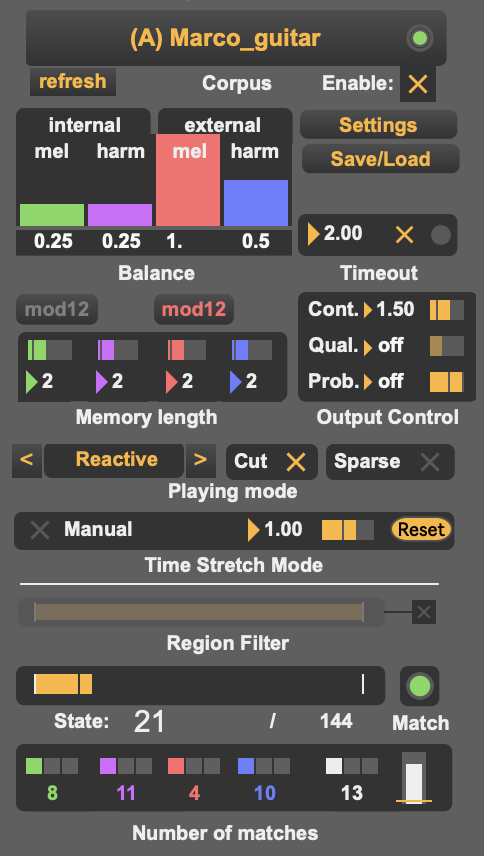 (A) Marco_guitar
refresh Corpus Enable:
internal external Settings
mel harm mel harm Save/Load
0.25 0.25 1. 0.5 2.00
Balance Timeout
mod12 mod12 Cont. 1.50
Qual. off
2 2 2 2 Prob. off
Memory length Output Control
< Reactive > Cut Sparse
Playing mode
Manual 1.00 Reset
Time Stretch Mode
Region Filter
State: 21 / 144 Match
8 11 4 10 13
Number of matches